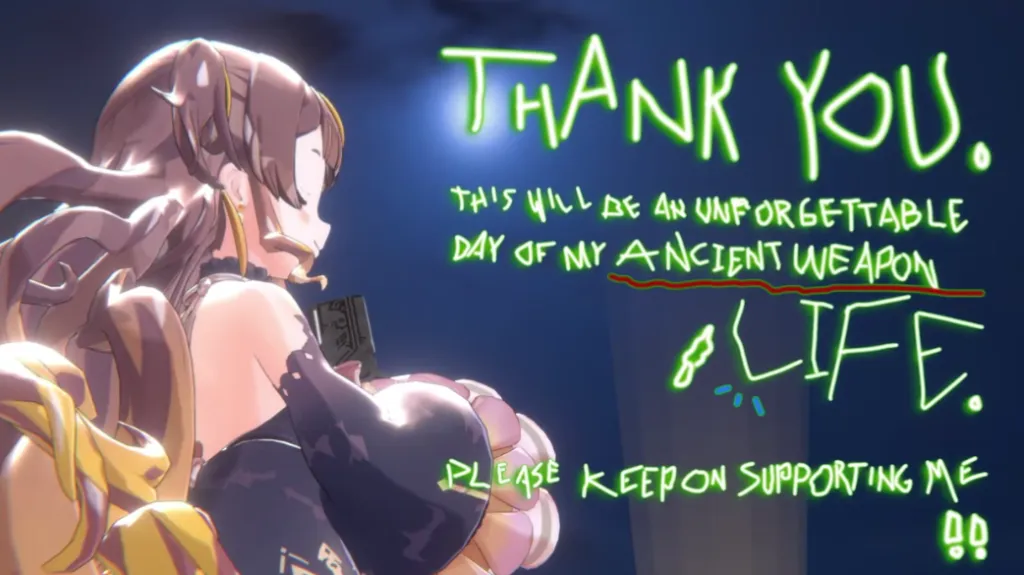 THANK YOU.
THIS WILL BE AN UNFORGETTABLE
DAY OF MY ANCIENT WEAPON
LIFE.
PLEASE KEEP ON SUPPORTING ME
!!